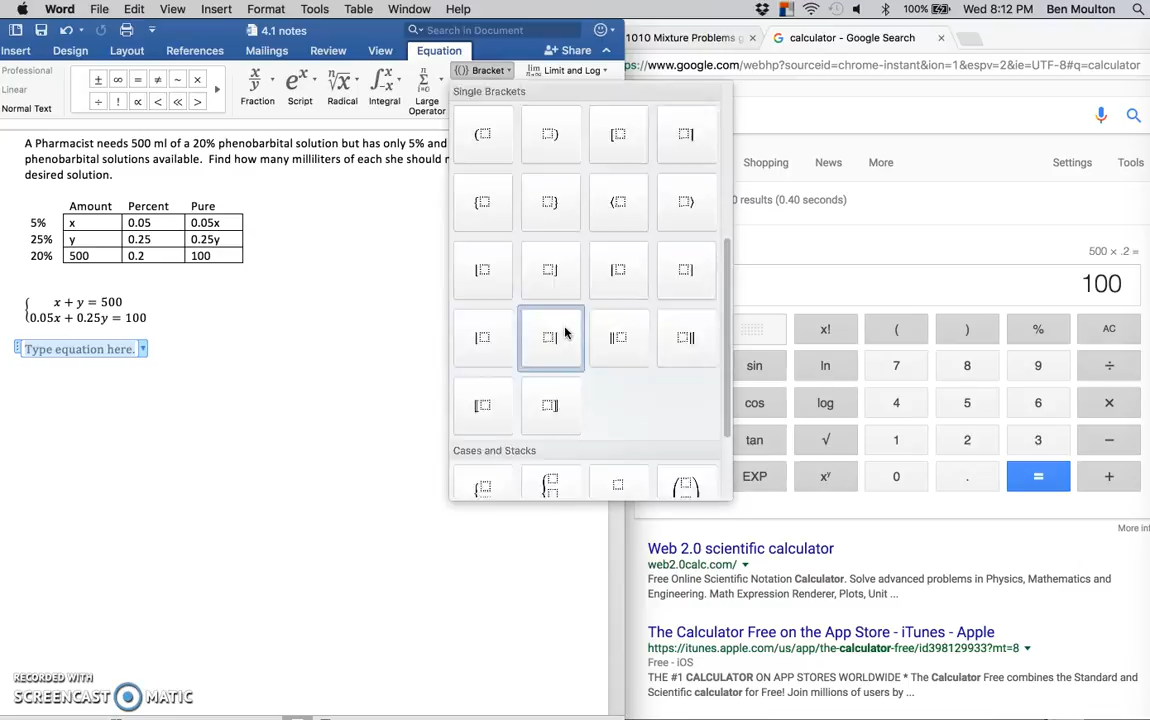 Word File Edit View Insert Format Tools Table Window Help 100% Wed 8:12 PM Ben Moulton
4.1 notes Search in Document
Insert Design Layout References Mailings Review View Equation Share
Professional
Linear
Normal Text
± ∞ = ≠ ~ ×
÷ ! ∝ < ≪ >
Fraction Script Radical Integral Large Operator
{()} Bracket
Limit and Log
Single Brackets
Cases and Stacks
A Pharmacist needs 500 ml of a 20% phenobarbital solution but has only 5% and
phenobarbital solutions available. Find how many milliliters of each she should
desired solution.
Amount Percent Pure
5% x 0.05 0.05x
25% y 0.25 0.25y
20% 500 0.2 100
x + y = 500
0.05x + 0.25y = 100
Type equation here.
RECORDED WITH
SCREENCAST MATIC
1010 Mixture Problems
calculator - Google Search
https://www.google.com/webhp?sourceid=chrome-instant&ion=1&espv=2&ie=UTF-8#q=calculator
Shopping News More Settings Tools
0 results (0.40 seconds)
500 × .2 =
100
x! ( ) % AC
sin ln 7 8 9 ÷
cos log 4 5 6 ×
tan √ 1 2 3 −
EXP xʸ 0 . = +
More in
Web 2.0 scientific calculator
web2.0calc.com/
Free Online Scientific Notation Calculator. Solve advanced problems in Physics, Mathematics and
Engineering. Math Expression Renderer, Plots, Unit ...
The Calculator Free on the App Store - iTunes - Apple
https://itunes.apple.com/us/app/the-calculator-free/id398129933?mt=8
Free - iOS
THE #1 CALCULATOR ON APP STORES WORLDWIDE * The Calculator Free combines the Standard and
Scientific calculator for Free! Join millions of users by ...